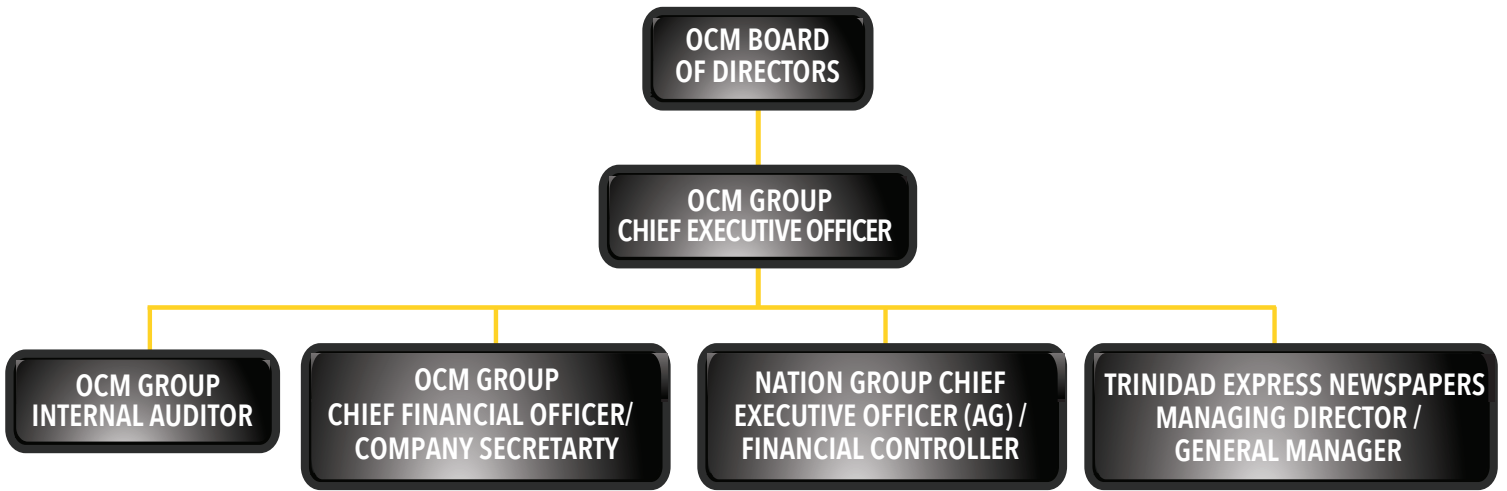 OCM BOARD
OF DIRECTORS
OCM GROUP
CHIEF EXECUTIVE OFFICER
OCM GROUP
INTERNAL AUDITOR
OCM GROUP
CHIEF FINANCIAL OFFICER/
COMPANY SECRETARTY
NATION GROUP CHIEF
EXECUTIVE OFFICER (AG) /
FINANCIAL CONTROLLER
TRINIDAD EXPRESS NEWSPAPERS
MANAGING DIRECTOR /
GENERAL MANAGER